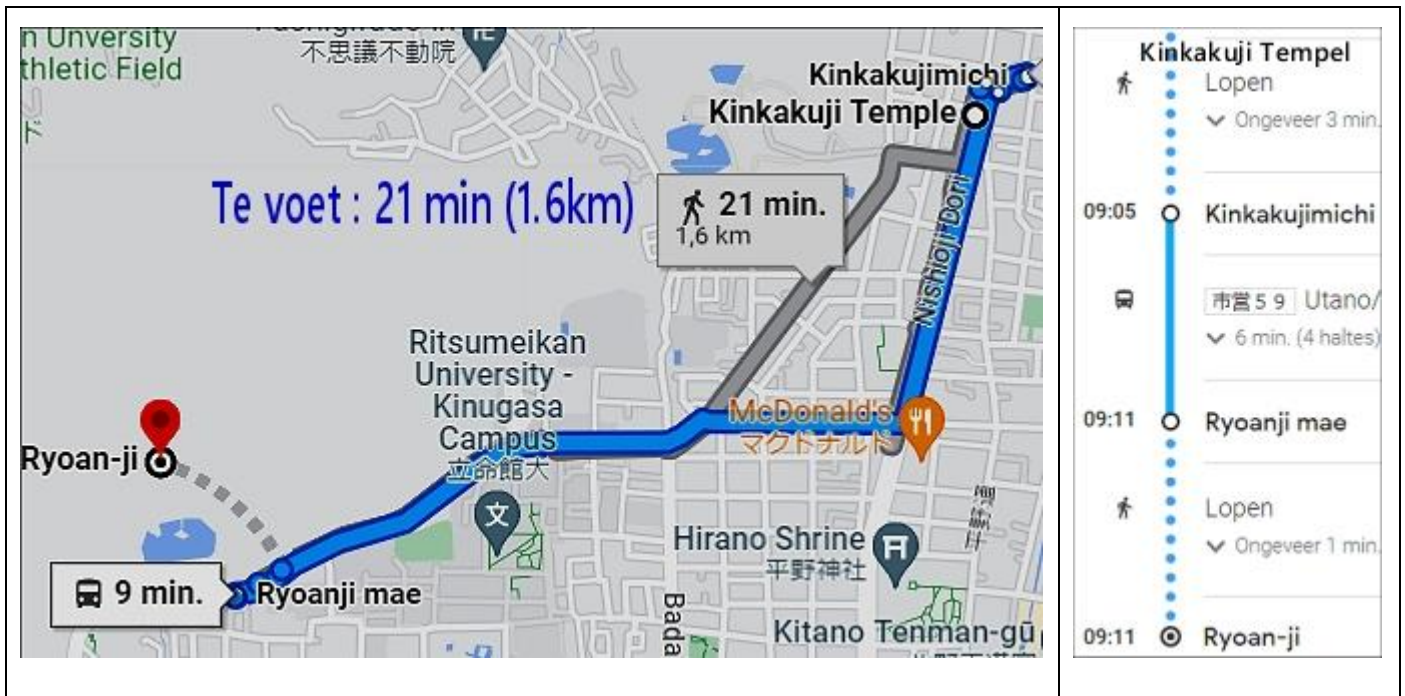 n Unversity
thletic Field
ド
不思議不動院
Kinkakujimichi
Kinkakuji Temple
Te voet : 21 min (1.6km)
21 min.
1,6 km
Nishioji Dori
Ritsumeikan
University -
Kinugasa
Campus
立命館大
McDonald's
マクドナルド
Ryoan-ji
Hirano Shrine
平野神社
平野通
9 min.
Ryoanji mae
Bada
Kitano Tenman-gū
Kinkakuji Tempel
Lopen
Ongeveer 3 min.
09:05 Kinkakujimichi
市営59 Utano/
6 min. (4 haltes)
09:11 Ryoanji mae
Lopen
Ongeveer 1 min.
09:11 Ryoan-ji